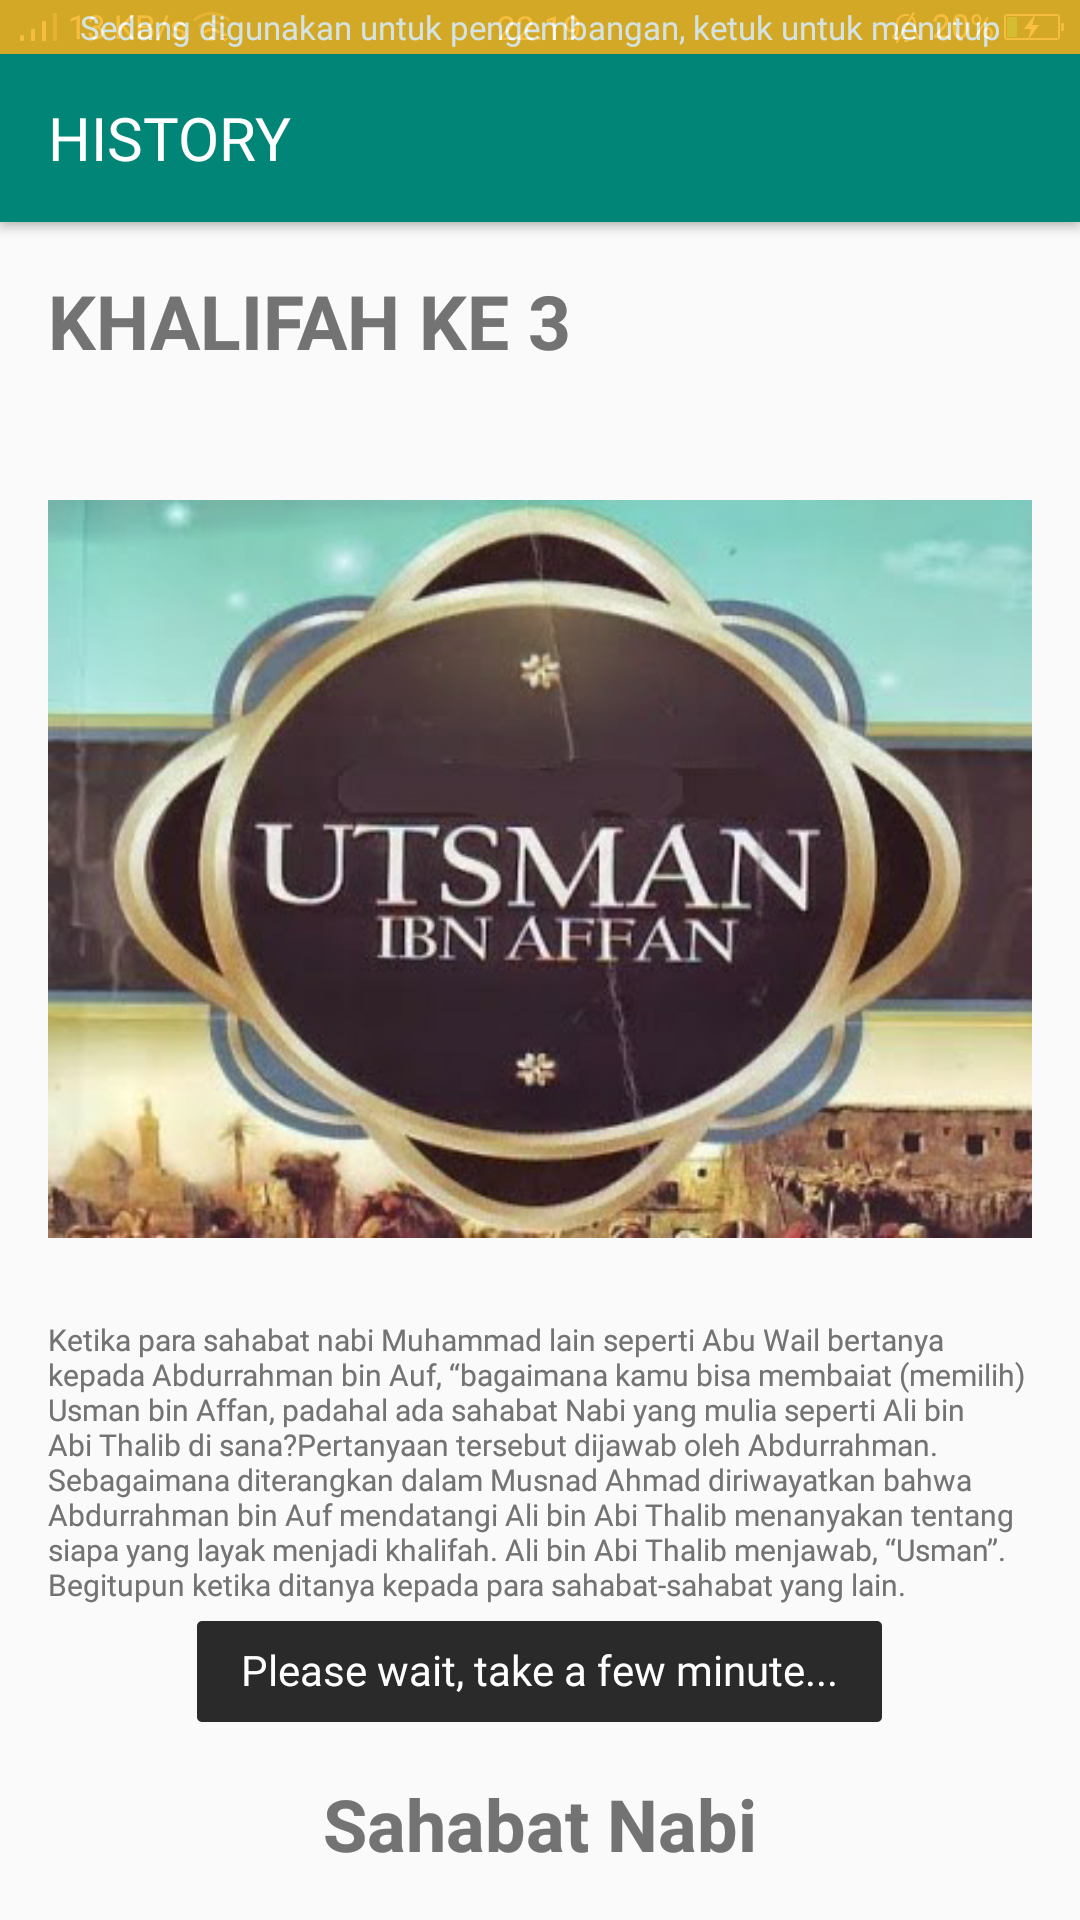 Sedang digunakan untuk pengembangan, ketuk untuk menutup
HISTORY
KHALIFAH KE 3
UTSMAN
IBN AFFAN
Ketika para sahabat nabi Muhammad lain seperti Abu Wail bertanya
kepada Abdurrahman bin Auf, “bagaimana kamu bisa membaiat (memilih)
Usman bin Affan, padahal ada sahabat Nabi yang mulia seperti Ali bin
Abi Thalib di sana?Pertanyaan tersebut dijawab oleh Abdurrahman.
Sebagaimana diterangkan dalam Musnad Ahmad diriwayatkan bahwa
Abdurrahman bin Auf mendatangi Ali bin Abi Thalib menanyakan tentang
siapa yang layak menjadi khalifah. Ali bin Abi Thalib menjawab, “Usman”.
Begitupun ketika ditanya kepada para sahabat-sahabat yang lain.
Please wait, take a few minute...
Sahabat Nabi